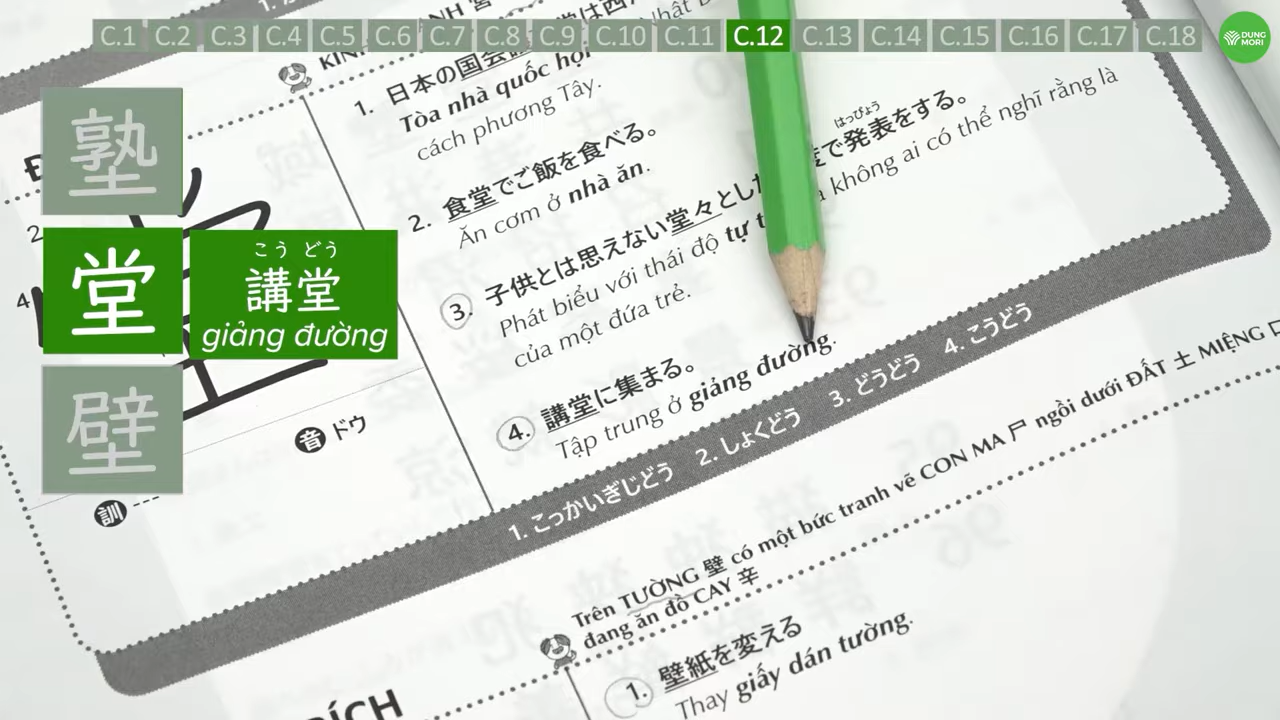 C.1 C.2 C.3 C.4 C.5 C.6 C.7 C.8 C.9 C.10 C.11 C.12 C.13 C.14 C.15 C.16 C.17 C.18
DUNG
MORI
塾
堂
こう どう
講堂
giảng đường
壁
1. 日本の国会
Tòa nhà quốc hội
cách phương Tây.
2. 食堂でご飯を食べる。
Ăn cơm ở nhà ăn.
はっぴょう
3. 子供とは思えない堂々とした 度で発表をする。
Phát biểu với thái độ tự không ai có thể nghĩ rằng là
của một đứa trẻ.
4. 講堂に集まる。
Tập trung ở giảng đường.
音 ドウ
訓 ---
1. こっかいぎじどう 2. しょくどう 3. どうどう 4. こうどう
Trên TƯỜNG 壁 có một bức tranh vẽ CON MA 尸 ngồi dưới ĐẤT 土 MIỆNG 口
đang ăn đồ CAY 辛
1. 壁紙を変える
Thay giấy dán tường.
BÍCH